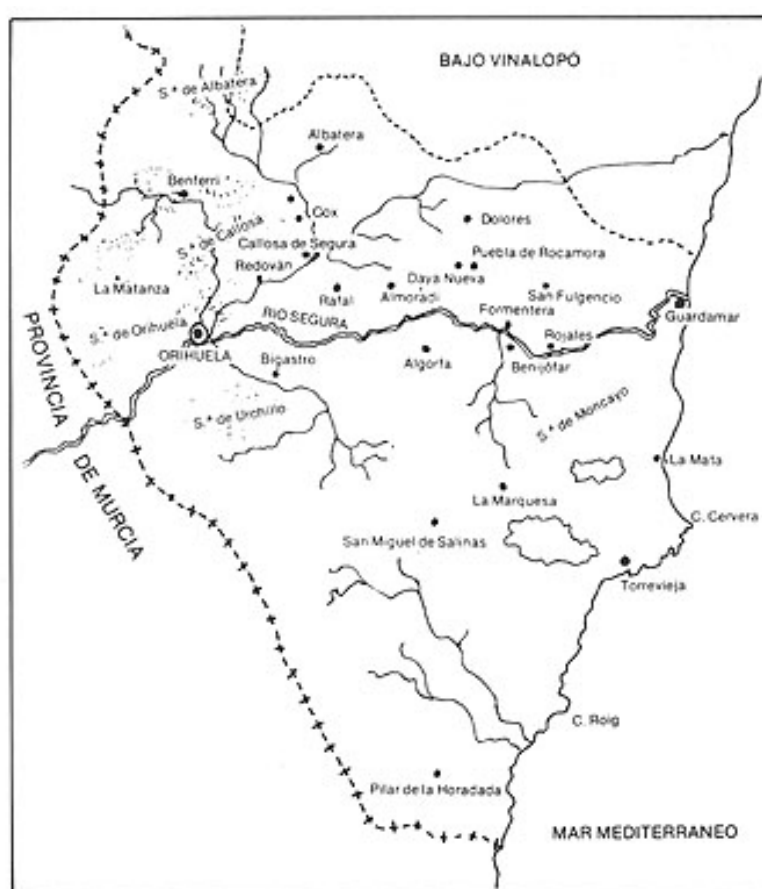 BAJO VINALOPÓ
S.ª de Albatera
Albatera
Benferri
Cox
Dolores
S.ª de Callosa
Callosa de Segura
Puebla de Rocamora
Redován
Daya Nueva
La Matanza
Rafal
Almoradí
San Fulgencio
S.ª de Orihuela
RIO SEGURA
Formentera
Guardamar
ORIHUELA
Bigastro
Algorfa
Benijófar
Rojales
PROVINCIA
DE MURCIA
S.ª de Urchillo
S.ª de Moncayo
La Mata
La Marquesa
C. Cervera
San Miguel de Salinas
Torrevieja
C. Roig
Pilar de la Horadada
MAR MEDITERRANEO